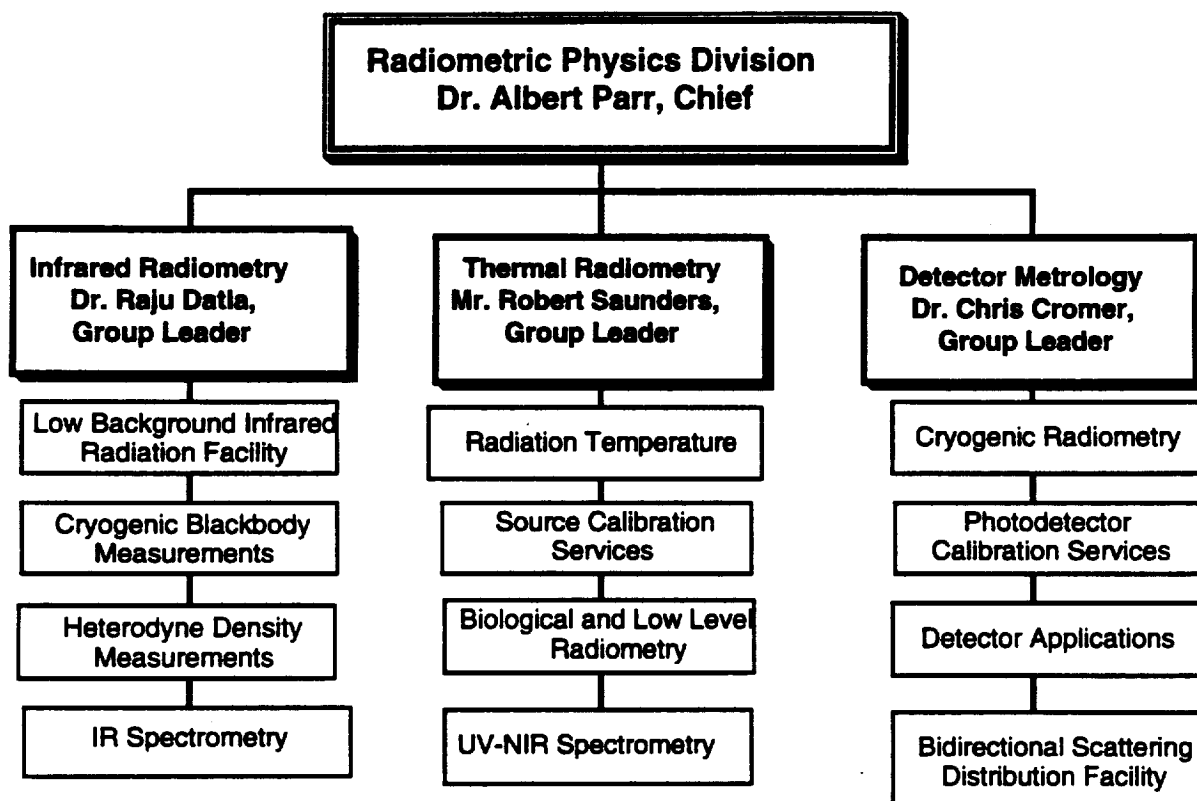 Radiometric Physics Division
Dr. Albert Parr, Chief
Infrared Radiometry
Dr. Raju Datla,
Group Leader
Low Background Infrared
Radiation Facility
Cryogenic Blackbody
Measurements
Heterodyne Density
Measurements
IR Spectrometry
Thermal Radiometry
Mr. Robert Saunders,
Group Leader
Radiation Temperature
Source Calibration
Services
Biological and Low Level
Radiometry
UV-NIR Spectrometry
Detector Metrology
Dr. Chris Cromer,
Group Leader
Cryogenic Radiometry
Photodetector
Calibration Services
Detector Applications
Bidirectional Scattering
Distribution Facility